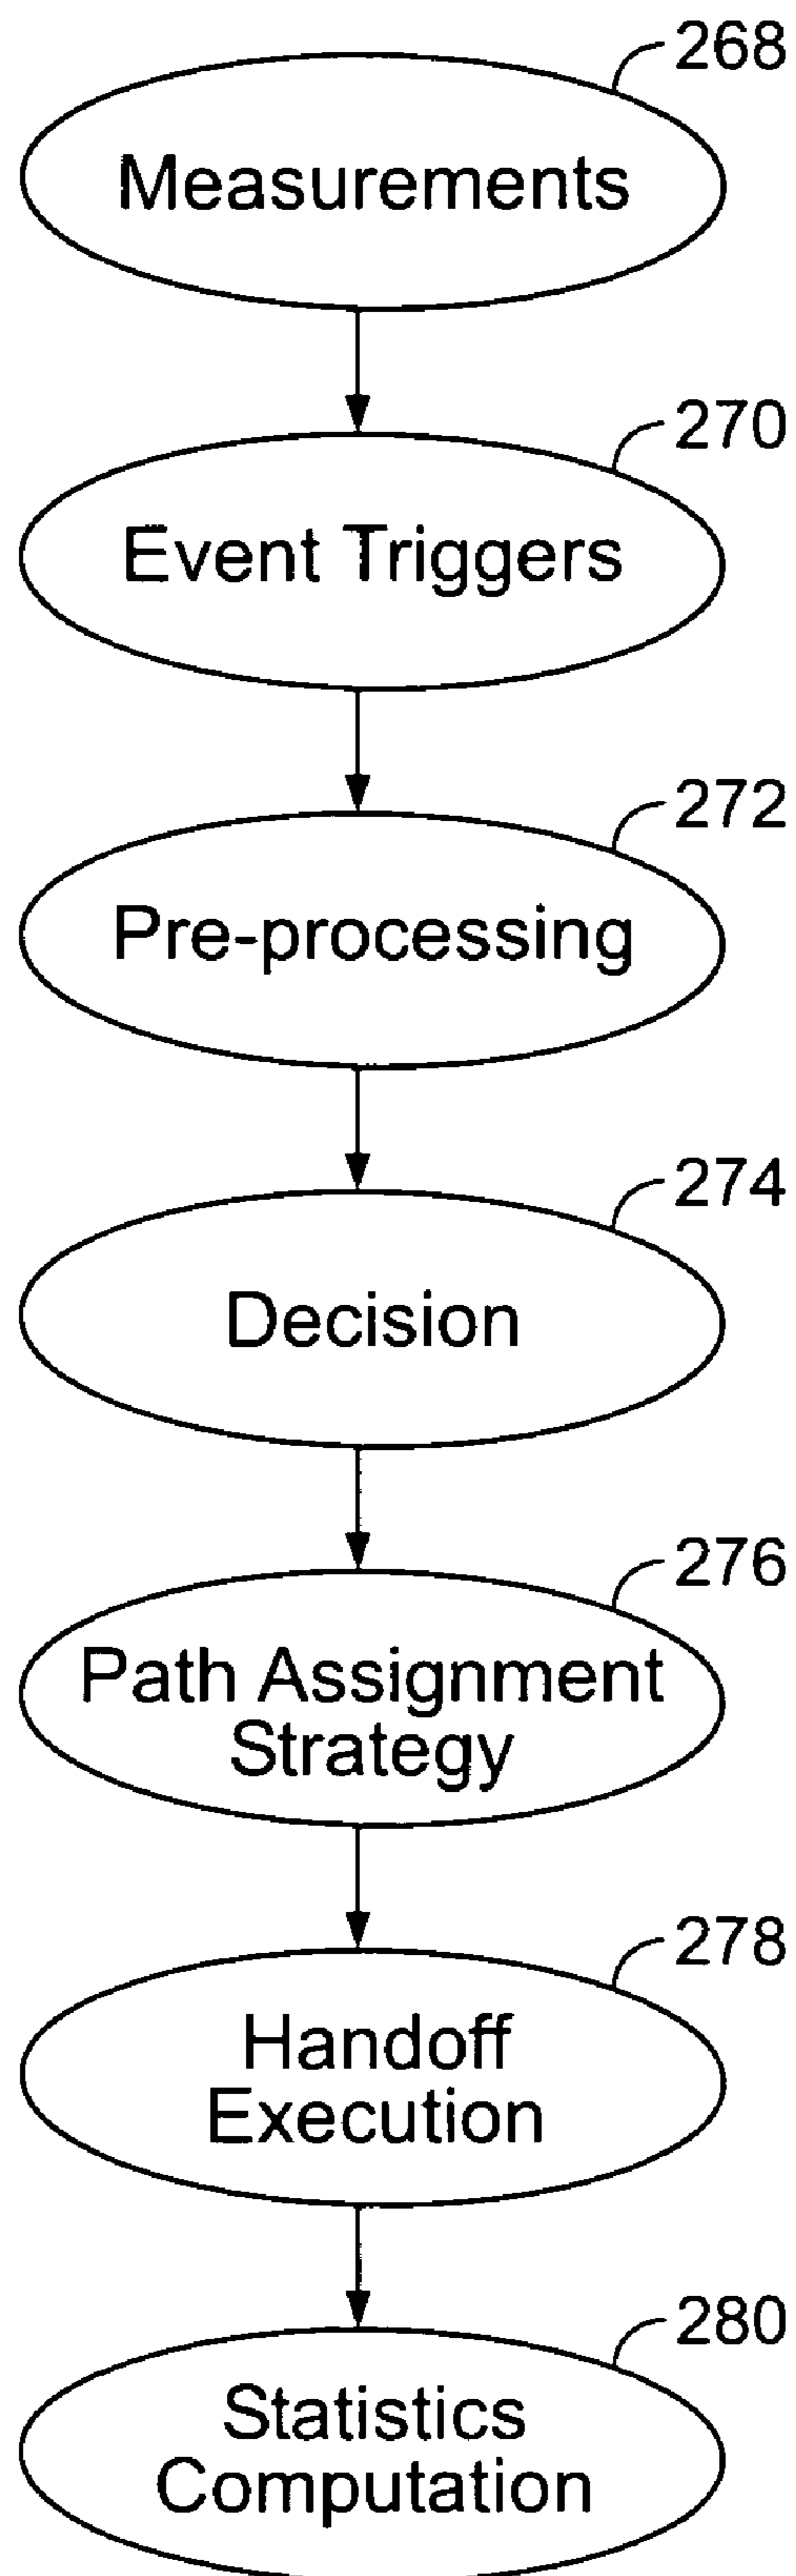 268
Measurements
270
Event Triggers
272
Pre-processing
274
Decision
276
Path Assignment
Strategy
278
Handoff
Execution
280
Statistics
Computation